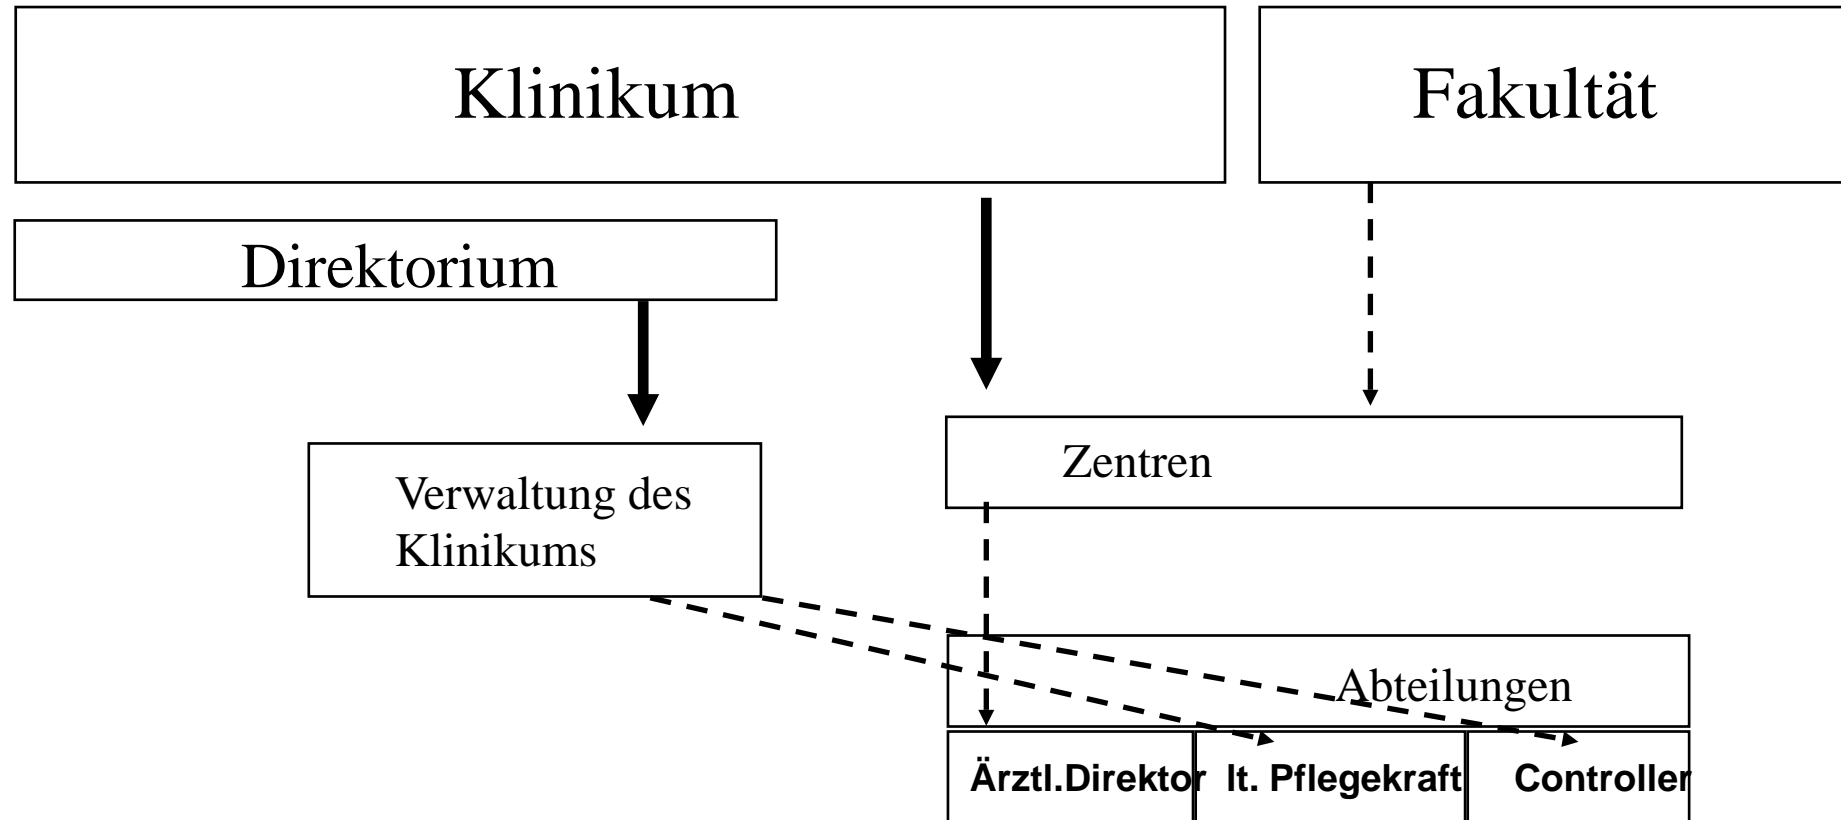 Klinikum
Fakultät
Direktorium
Zentren
Verwaltung des
Klinikums
Abteilungen
Ärztl.Direktor
lt. Pflegekraft
Controller